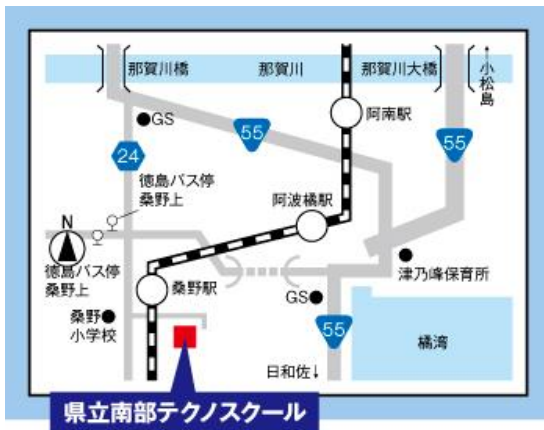 那賀川橋
那賀川
那賀川大橋
↑小松島
GS
55
阿南駅
55
24
徳島バス停
桑野上
阿波橘駅
N
徳島バス停
桑野上
津乃峰保育所
桑野駅
GS
桑野
小学校
55
橘湾
日和佐↓
県立南部テクノスクール